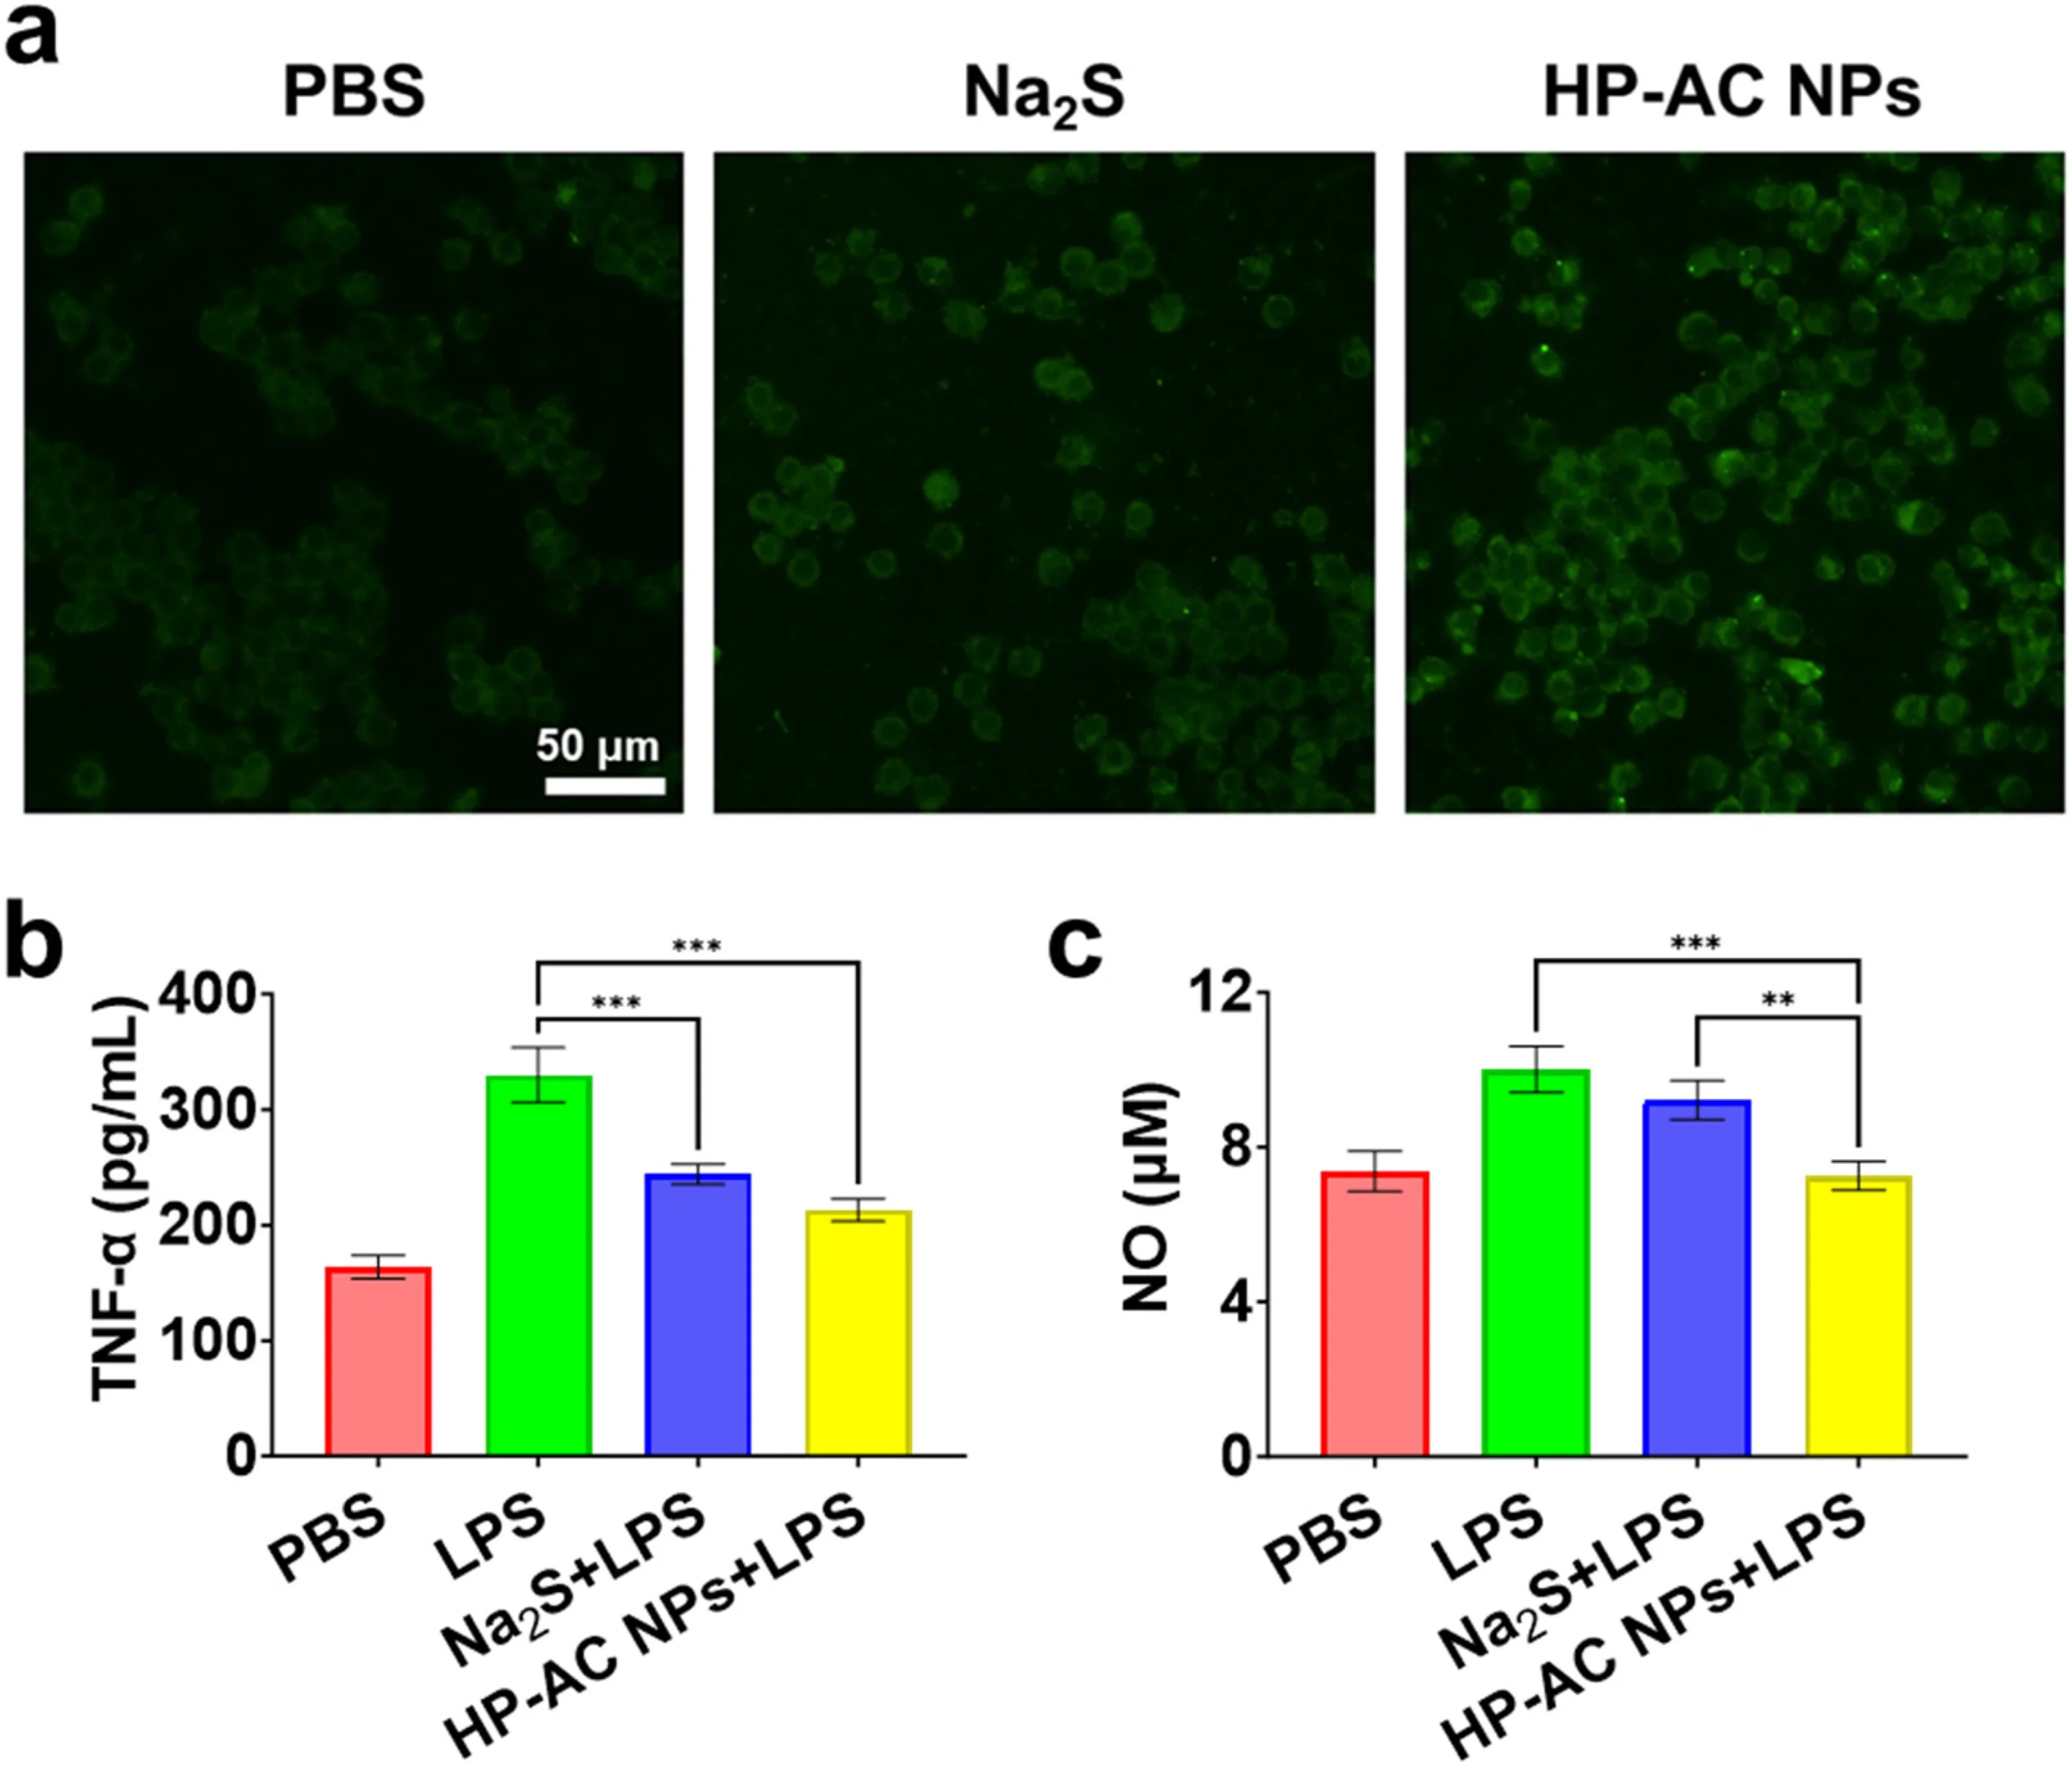 a
PBS
Na₂S
HP-AC NPs
50 μm
b
***
***
TNF-α (pg/mL)
400
300
200
100
0
PBS
LPS
Na₂S+LPS
HP-AC NPs+LPS
c
***
**
NO (μM)
12
8
4
0
PBS
LPS
Na₂S+LPS
HP-AC NPs+LPS